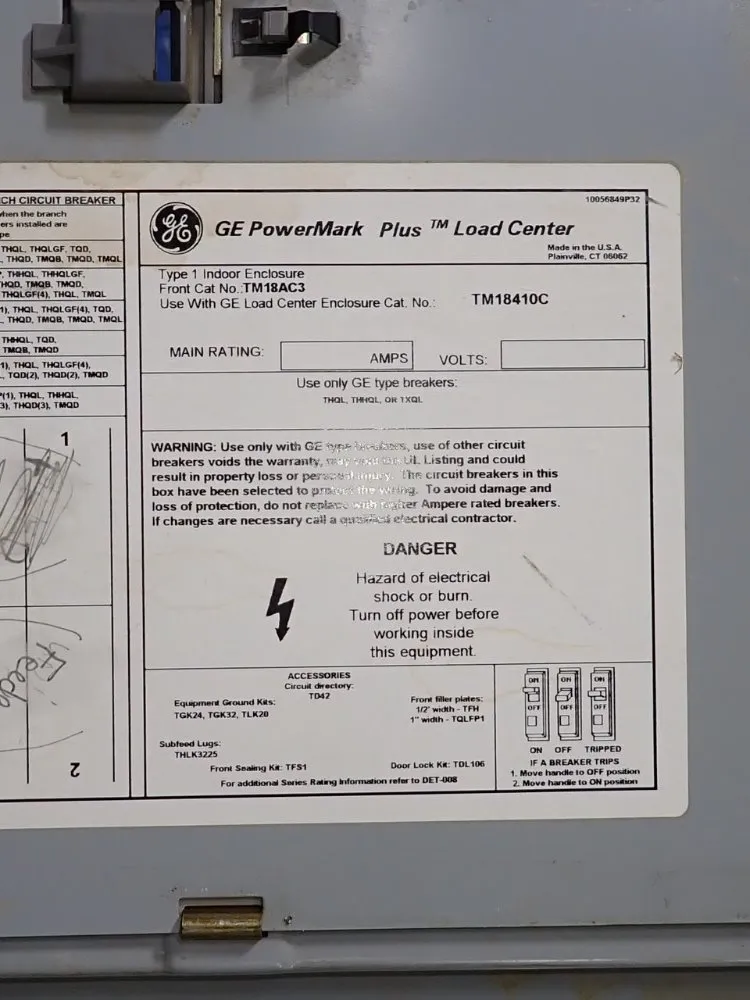 CH CIRCUIT BREAKER
when the branch
ers installed are
pe
THQL, THQLGF, TQD,
, THQD, TMQB, TMQD, TMQL
, THHQL, THHQLGF,
HQD, TMQB, TMQD,
THQLGF(4), THQL, TMQL
1), THQL, THQLGF(4), TQD,
, THQD, TMQB, TMQD, TMQL
THHQL, TQD,
TMQB, TMQD
1), THQL, THQLGF(4),
, TQD(2), THQD(2), TMQD
(1), THQL, THHQL,
3), THQD(3), TMQD
1
Feede
2
10056849P32
GE
GE PowerMark Plus ™ Load Center
Made in the U.S.A.
Plainville, CT 06062
Type 1 Indoor Enclosure
Front Cat No.:TM18AC3
Use With GE Load Center Enclosure Cat. No.: TM18410C
MAIN RATING: AMPS VOLTS:
Use only GE type breakers:
THQL, THHQL, OR 1XQL
WARNING: Use only with GE type breakers, use of other circuit
breakers voids the warranty, may void the UL Listing and could
result in property loss or personal injury. The circuit breakers in this
box have been selected to protect the wiring. To avoid damage and
loss of protection, do not replace with higher Ampere rated breakers.
If changes are necessary call a qualified electrical contractor.
DANGER
Hazard of electrical
shock or burn.
Turn off power before
working inside
this equipment.
ACCESSORIES
Circuit directory:
TD42
Equipment Ground Kits:
TGK24, TGK32, TLK20
Front filler plates:
1/2" width - TFH
1" width - TQLFP1
Subfeed Lugs:
THLK3225
Front Sealing Kit: TFS1
Door Lock Kit: TDL106
For additional Series Rating Information refer to DET-008
ON ON ON
OFF OFF OFF
ON OFF TRIPPED
IF A BREAKER TRIPS
1. Move handle to OFF position
2. Move handle to ON position